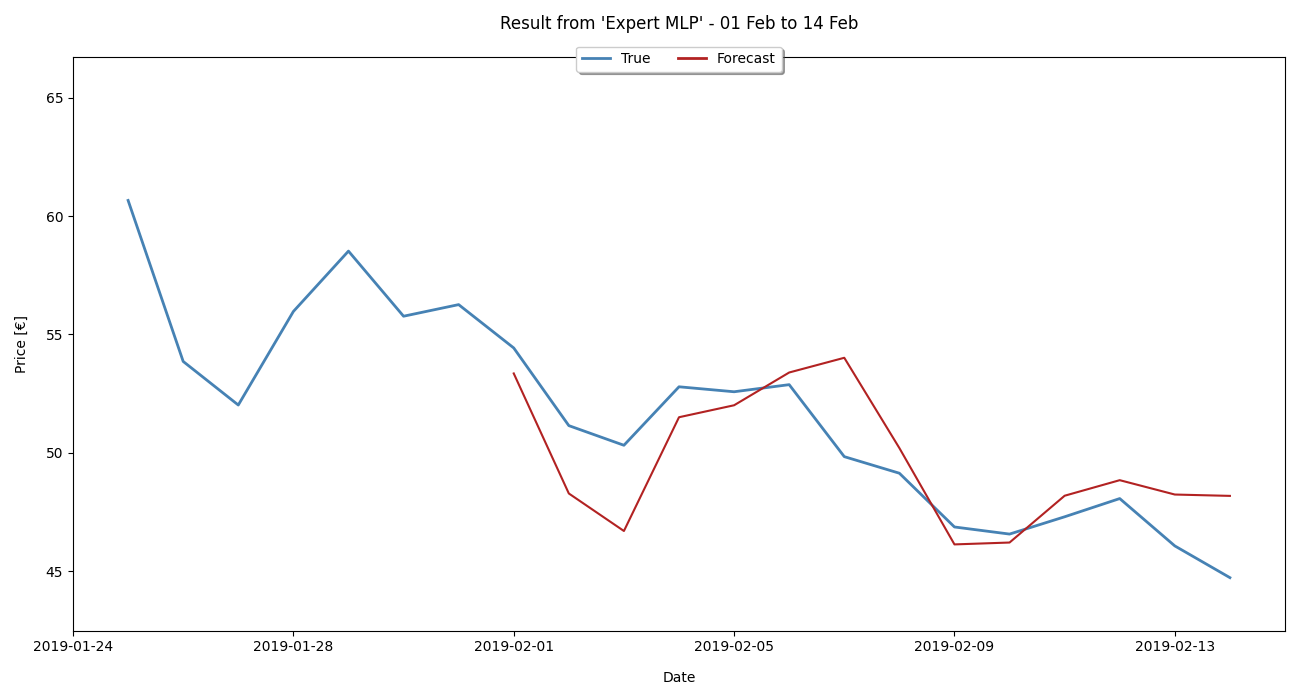 Result from 'Expert MLP' - 01 Feb to 14 Feb
True Forecast
65
60
55
50
45
Price [€]
2019-01-24 2019-01-28 2019-02-01 2019-02-05 2019-02-09 2019-02-13
Date